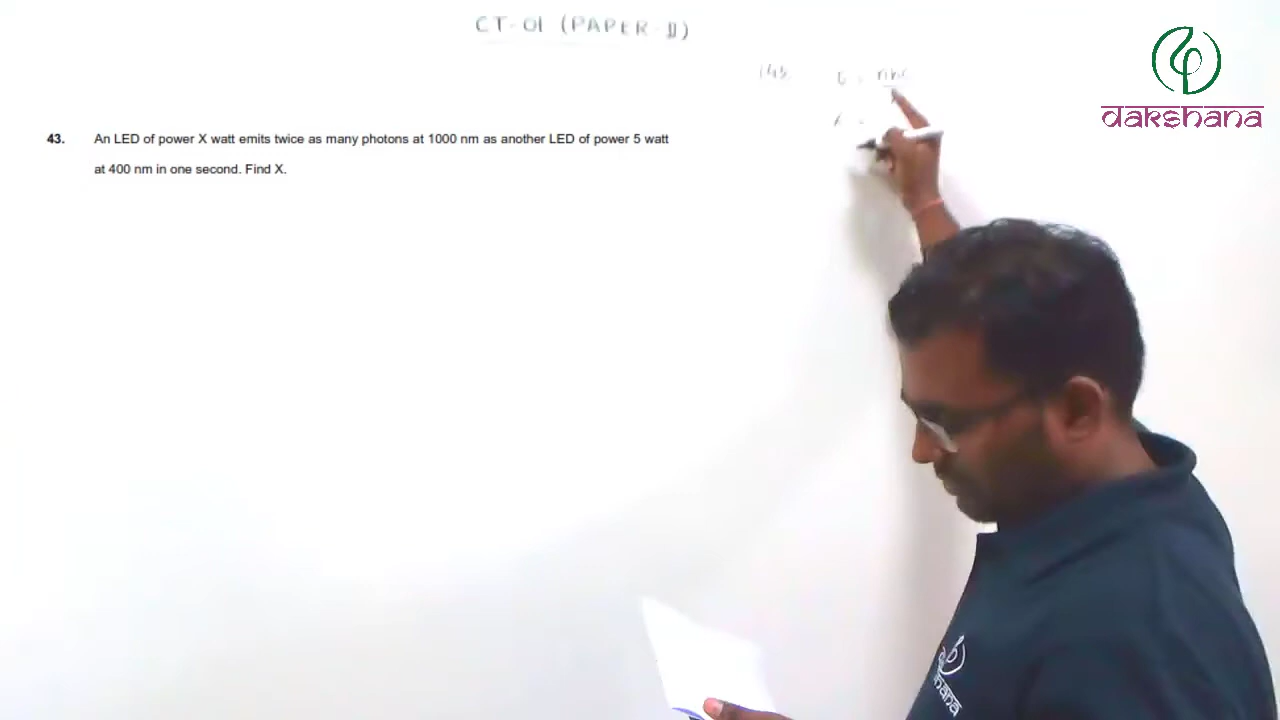 CT-01 (PAPER-II)
dakshana
43. An LED of power X watt emits twice as many photons at 1000 nm as another LED of power 5 watt
at 400 nm in one second. Find X.